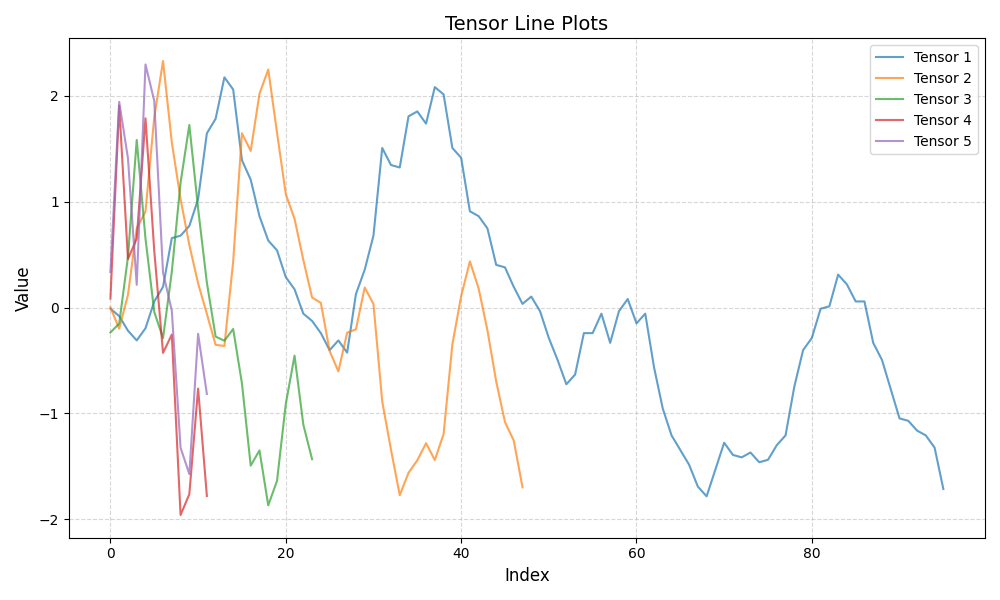 Tensor Line Plots
Tensor 1
Tensor 2
Tensor 3
Tensor 4
Tensor 5
Value
2
1
0
−1
−2
0 20 40 60 80
Index